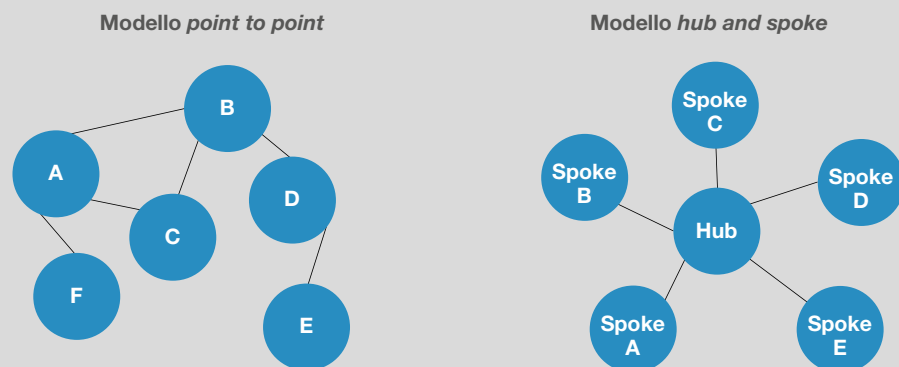 Modello point to point
B
A
D
C
F
E
Modello hub and spoke
Spoke
C
Spoke
B
Spoke
D
Hub
Spoke
A
Spoke
E